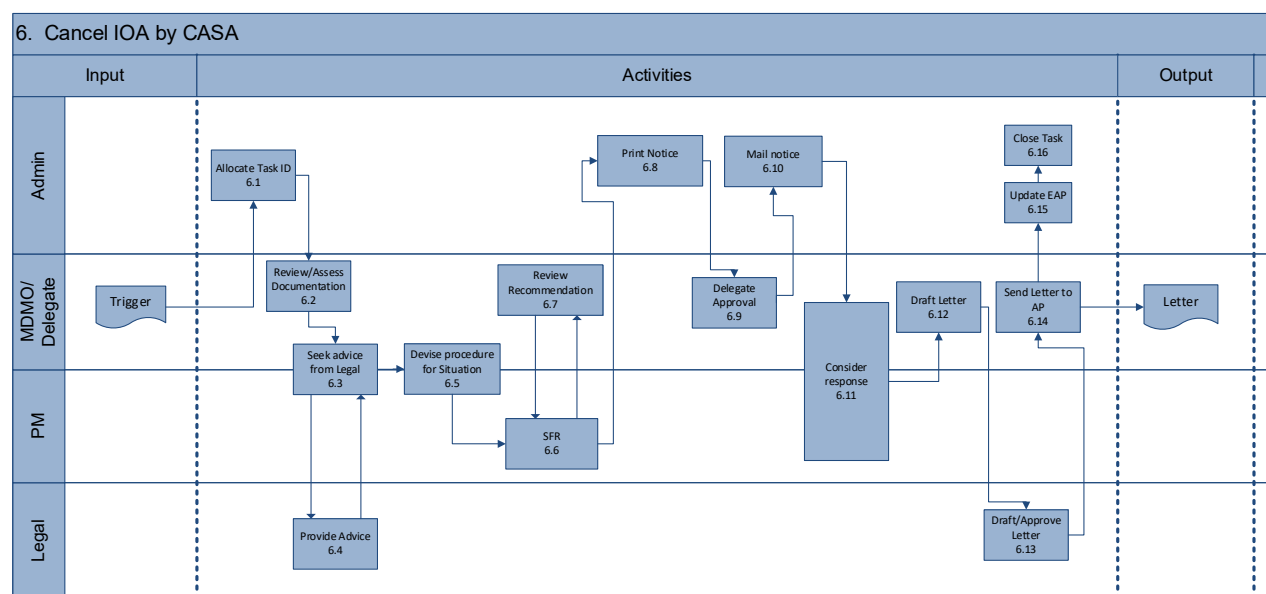 6. Cancel IOA by CASA
Input
Activities
Output
Admin
Allocate Task ID
6.1
Print Notice
6.8
Mail notice
6.10
Close Task
6.16
Update EAP
6.15
MDMO/
Delegate
Trigger
Review/Assess
Documentation
6.2
Review
Recommendation
6.7
Delegate
Approval
6.9
Draft Letter
6.12
Send Letter to
AP
6.14
Letter
Seek advice
from Legal
6.3
Devise procedure
for Situation
6.5
Consider
response
6.11
PM
SFR
6.6
Legal
Provide Advice
6.4
Draft/Approve
Letter
6.13